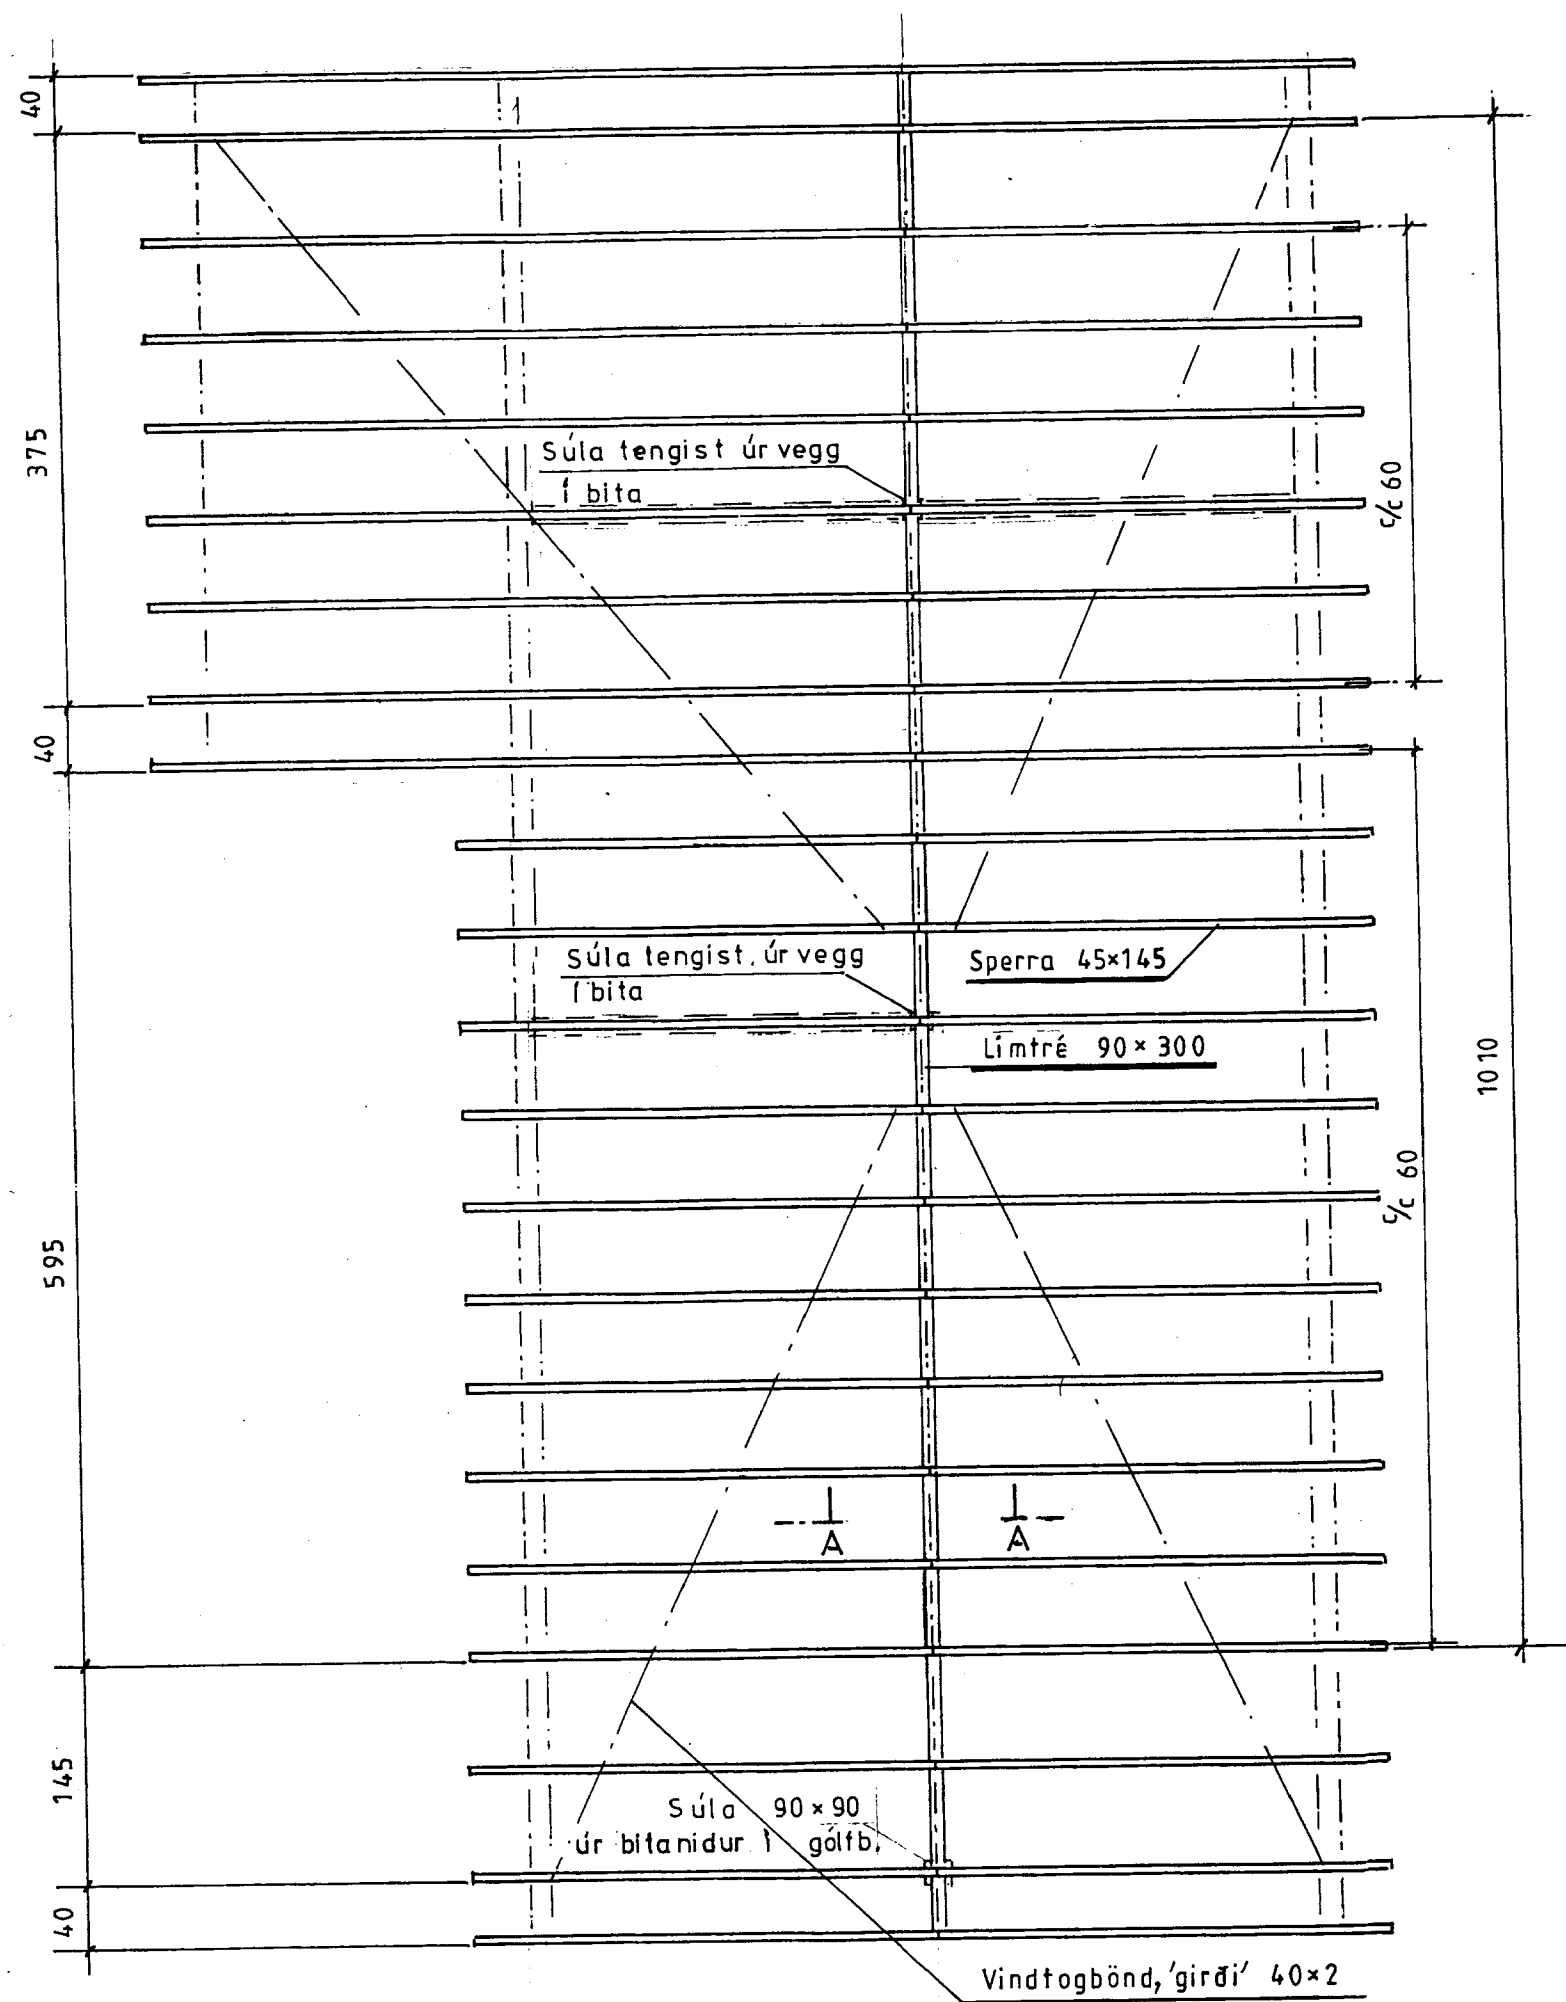 40
375
Súla tengist úr vegg
í bita
c/c 60
40
Súla tengist úr vegg
í bita
Sperra 45×145
Límtré 90×300
1010
c/c 60
595
A
A
145
Súla 90×90
úr bitanidur í gólfb.
40
Vindtogbönd, 'girði' 40×2